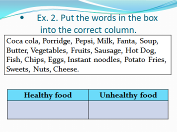 • Ex. 2. Put the words in the box
into the correct column.
Coca cola, Porridge, Pepsi, Milk, Fanta, Soup,
Butter, Vegetables, Fruits, Sausage, Hot Dog,
Fish, Chips, Eggs, Instant noodles, Potato Fries,
Sweets, Nuts, Cheese.
Healthy food Unhealthy food